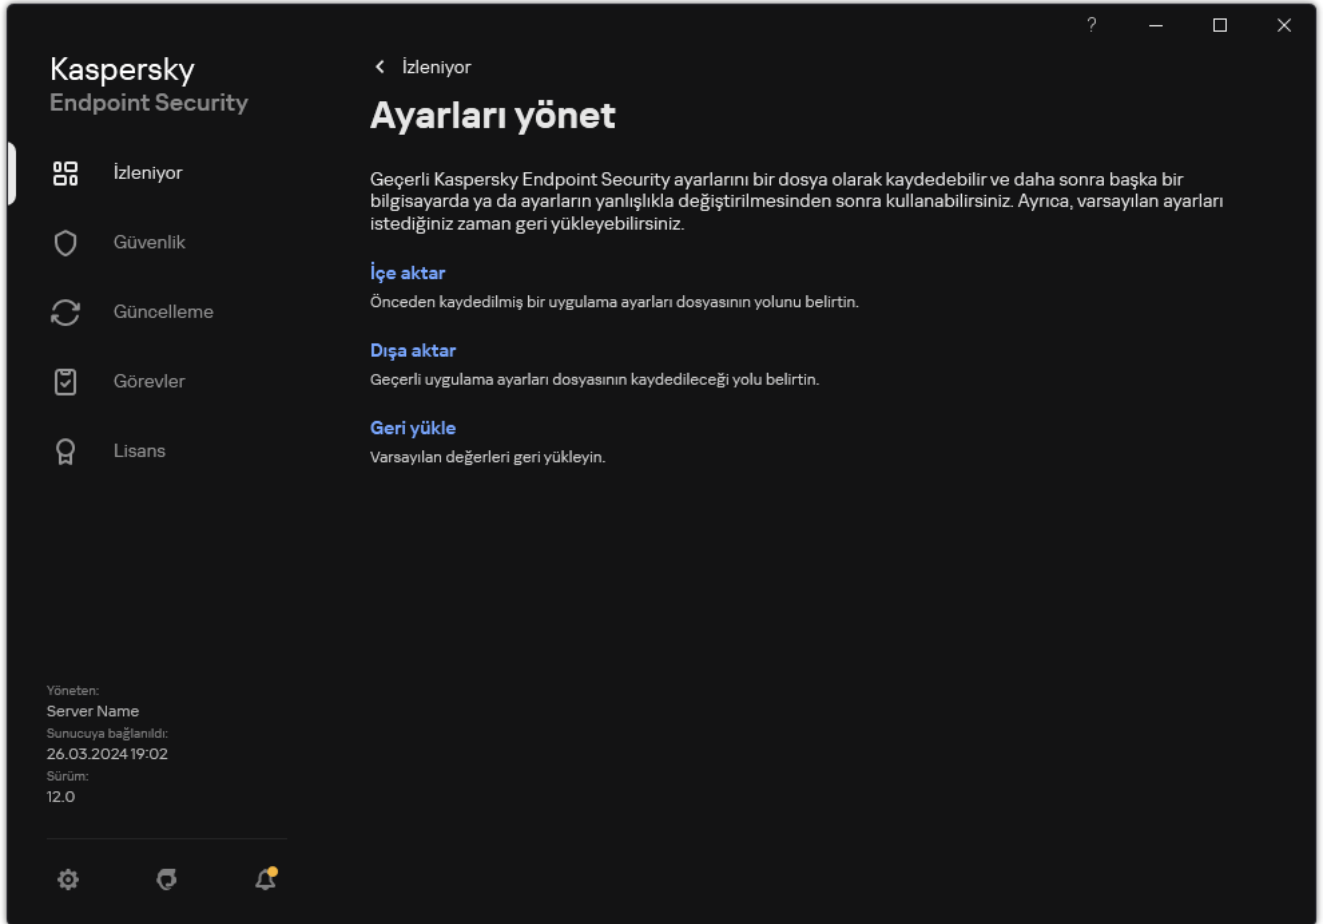 ?
Kaspersky
Endpoint Security
İzleniyor
Güvenlik
Güncelleme
Görevler
Lisans
Yöneten:
Server Name
Sunucuya bağlanıldı:
26.03.2024 19:02
Sürüm:
12.0
İzleniyor
Ayarları yönet
Geçerli Kaspersky Endpoint Security ayarlarını bir dosya olarak kaydedebilir ve daha sonra başka bir
bilgisayarda ya da ayarların yanlışlıkla değiştirilmesinden sonra kullanabilirsiniz. Ayrıca, varsayılan ayarları
istediğiniz zaman geri yükleyebilirsiniz.
İçe aktar
Önceden kaydedilmiş bir uygulama ayarları dosyasının yolunu belirtin.
Dışa aktar
Geçerli uygulama ayarları dosyasının kaydedileceği yolu belirtin.
Geri yükle
Varsayılan değerleri geri yükleyin.